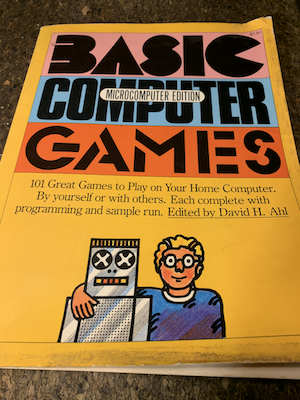 BASIC
COMPUTER
MICROCOMPUTER EDITION
GAMES
101 Great Games to Play on Your Home Computer.
By yourself or with others. Each complete with
programming and sample run. Edited by David H. Ahl